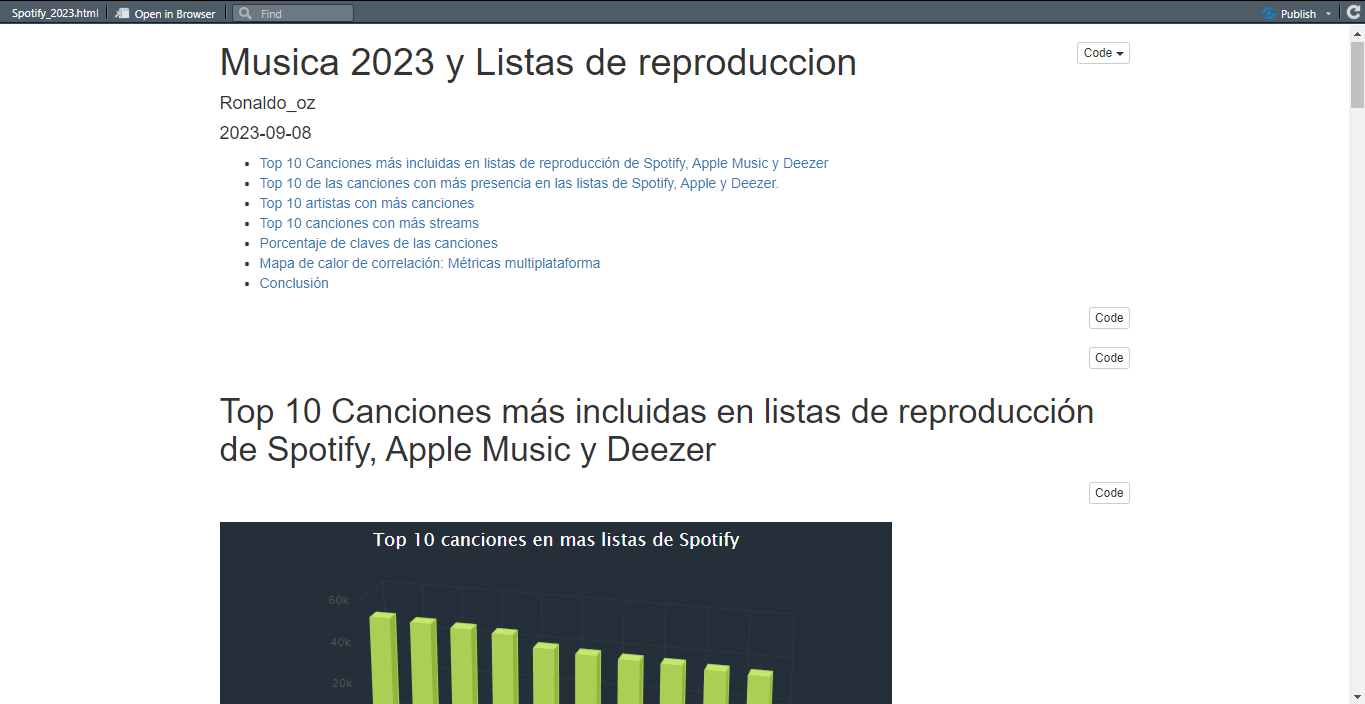 Spotify_2023.html Open in Browser Find Publish
Musica 2023 y Listas de reproduccion
Code
Ronaldo_oz
2023-09-08
Top 10 Canciones más incluidas en listas de reproducción de Spotify, Apple Music y Deezer
Top 10 de las canciones con más presencia en las listas de Spotify, Apple y Deezer.
Top 10 artistas con más canciones
Top 10 canciones con más streams
Porcentaje de claves de las canciones
Mapa de calor de correlación: Métricas multiplataforma
Conclusión
Code
Code
Top 10 Canciones más incluidas en listas de reproducción
de Spotify, Apple Music y Deezer
Code
Top 10 canciones en mas listas de Spotify
60k
40k
20k